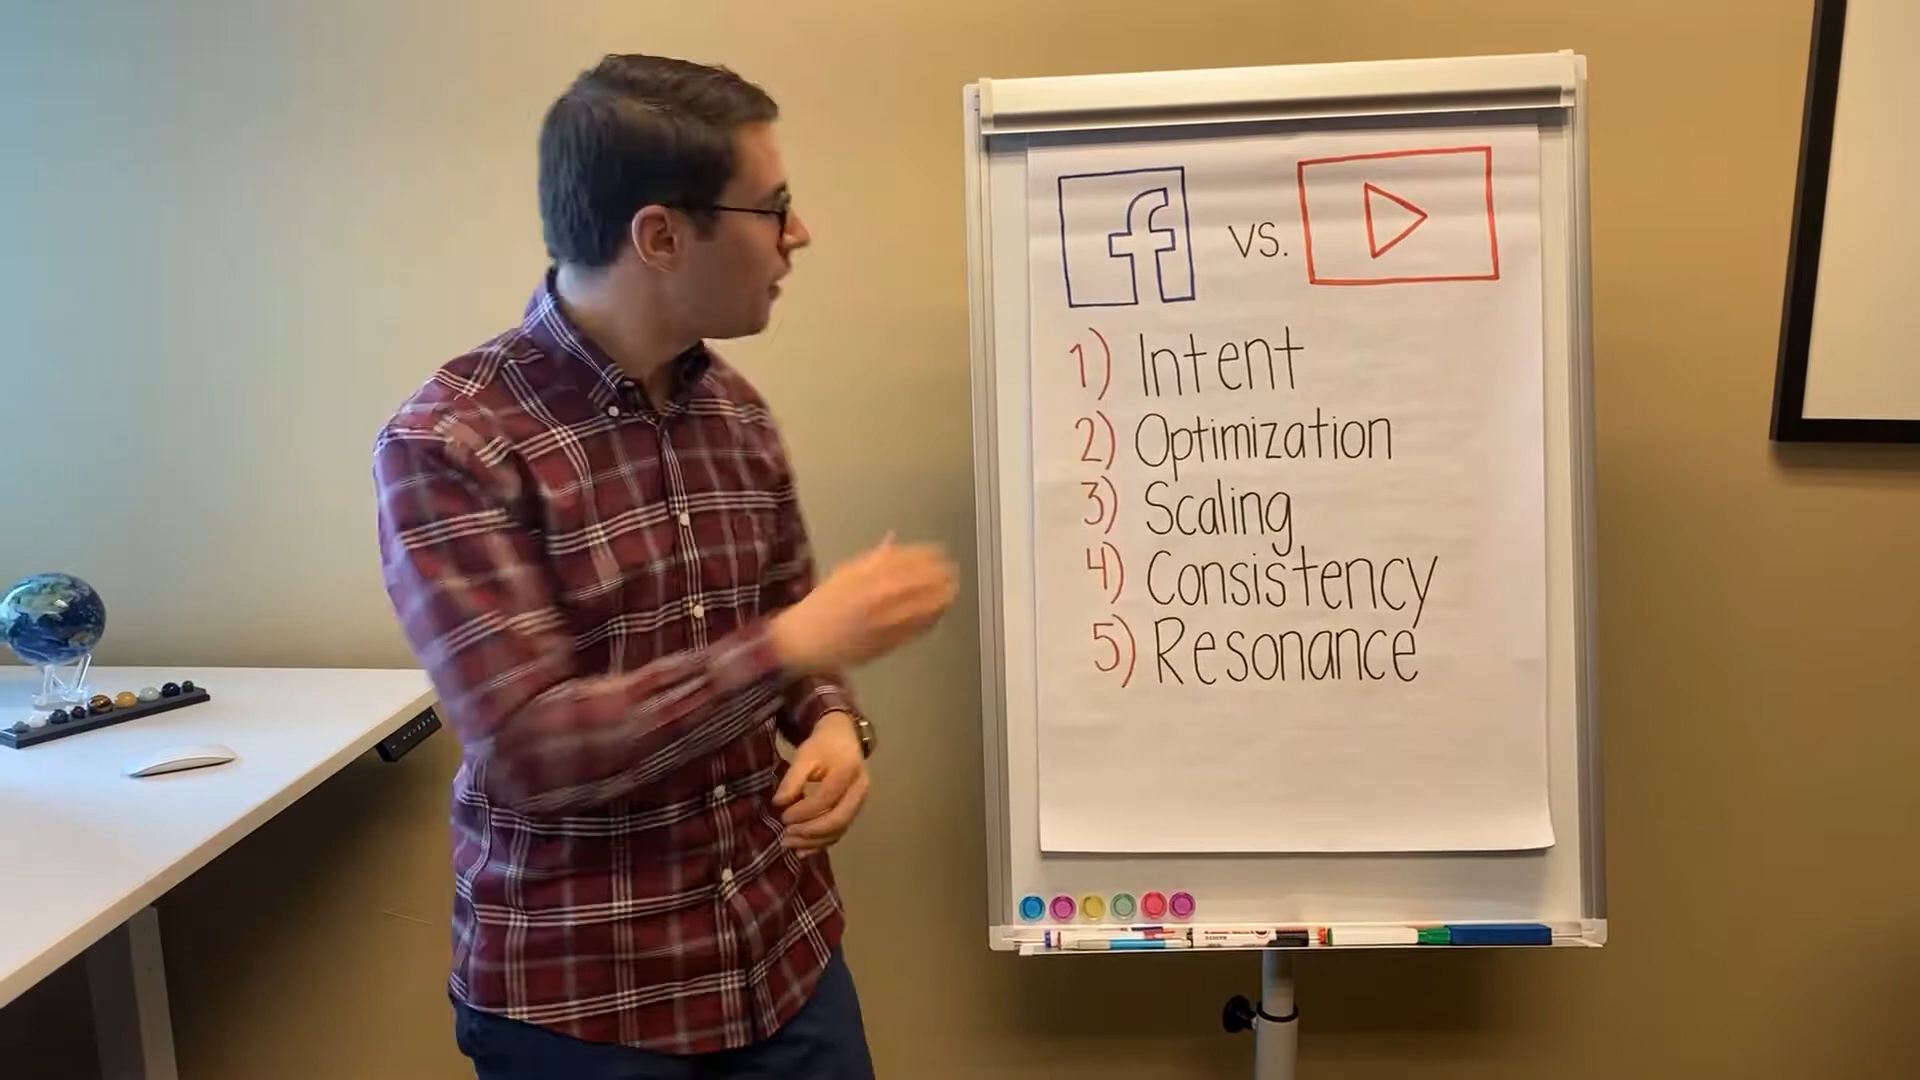 f vs.
1) Intent
2) Optimization
3) Scaling
4) Consistency
5) Resonance